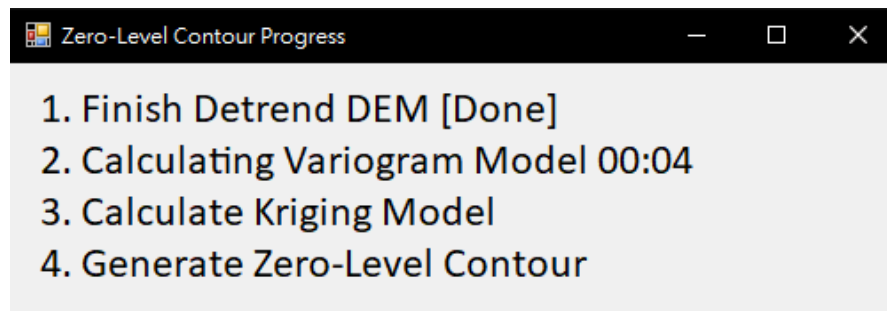 Zero-Level Contour Progress
1. Finish Detrend DEM [Done]
2. Calculating Variogram Model 00:04
3. Calculate Kriging Model
4. Generate Zero-Level Contour